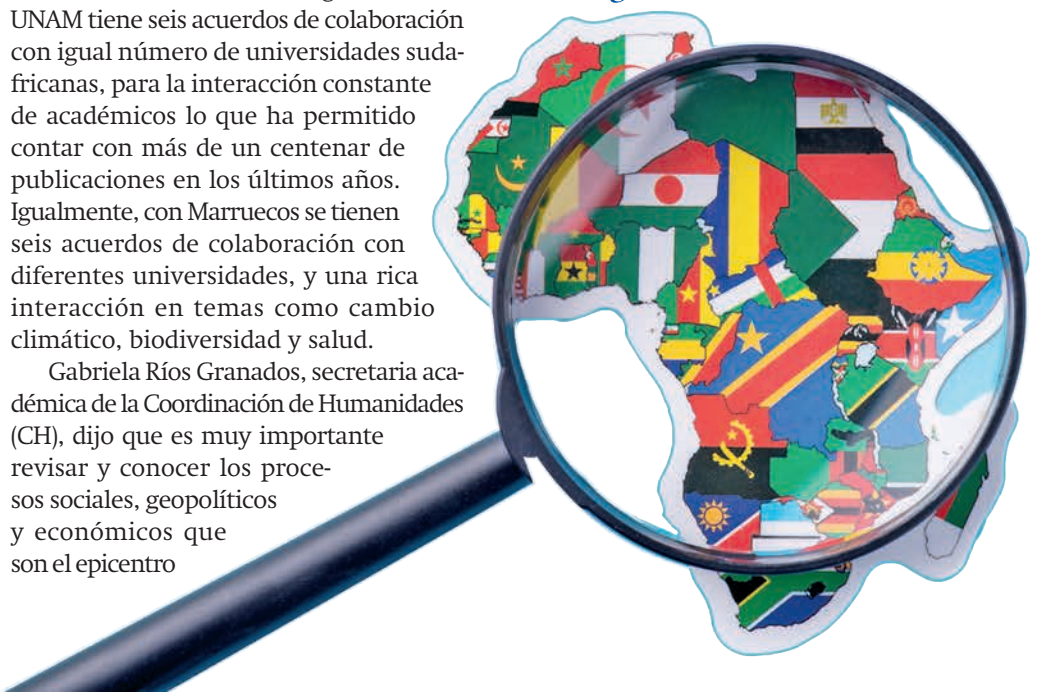 UNAM tiene seis acuerdos de colaboración
con igual número de universidades suda-
fricanas, para la interacción constante
de académicos lo que ha permitido
contar con más de un centenar de
publicaciones en los últimos años.
Igualmente, con Marruecos se tienen
seis acuerdos de colaboración con
diferentes universidades, y una rica
interacción en temas como cambio
climático, biodiversidad y salud.
Gabriela Ríos Granados, secretaria aca-
démica de la Coordinación de Humanidades
(CH), dijo que es muy importante
revisar y conocer los proce-
sos sociales, geopolíticos
y económicos que
son el epicentro